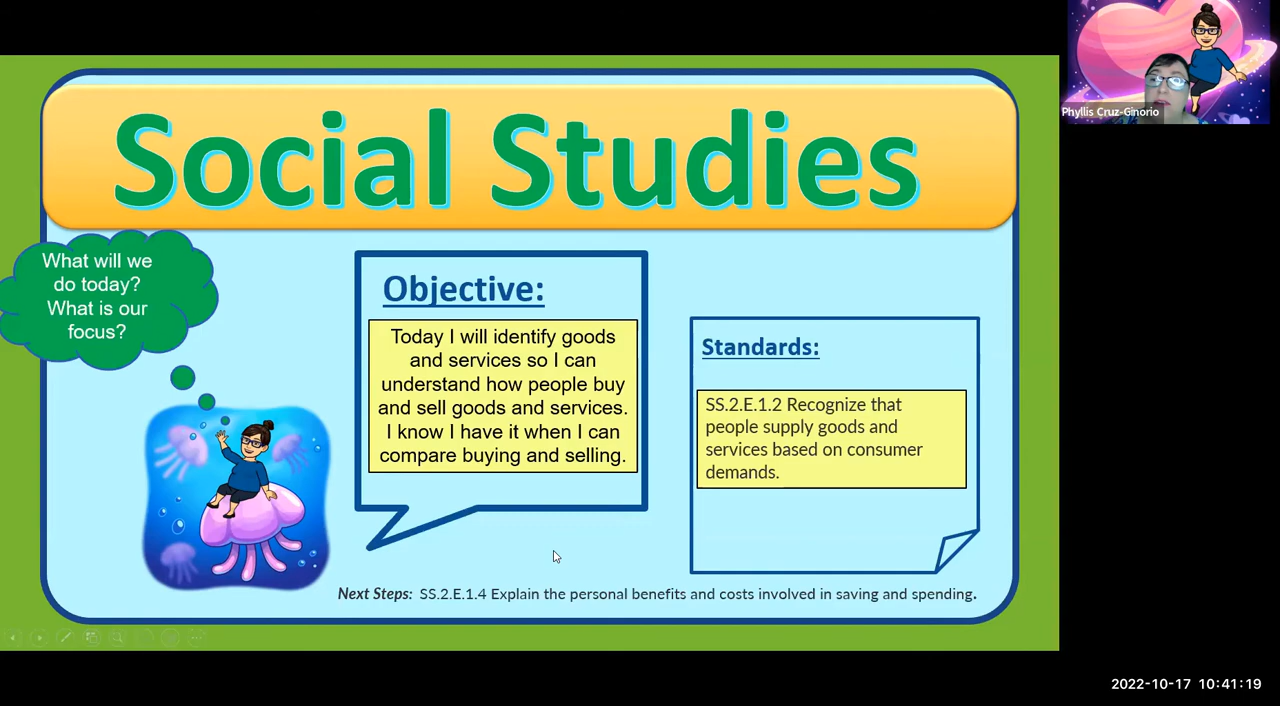 Social Studies
What will we
do today?
What is our
focus?
Objective:
Today I will identify goods
and services so I can
understand how people buy
and sell goods and services.
I know I have it when I can
compare buying and selling.
Standards:
SS.2.E.1.2 Recognize that
people supply goods and
services based on consumer
demands.
Next Steps: SS.2.E.1.4 Explain the personal benefits and costs involved in saving and spending.
Phyllis Cruz-Ginorio
2022-10-17 10:41:19